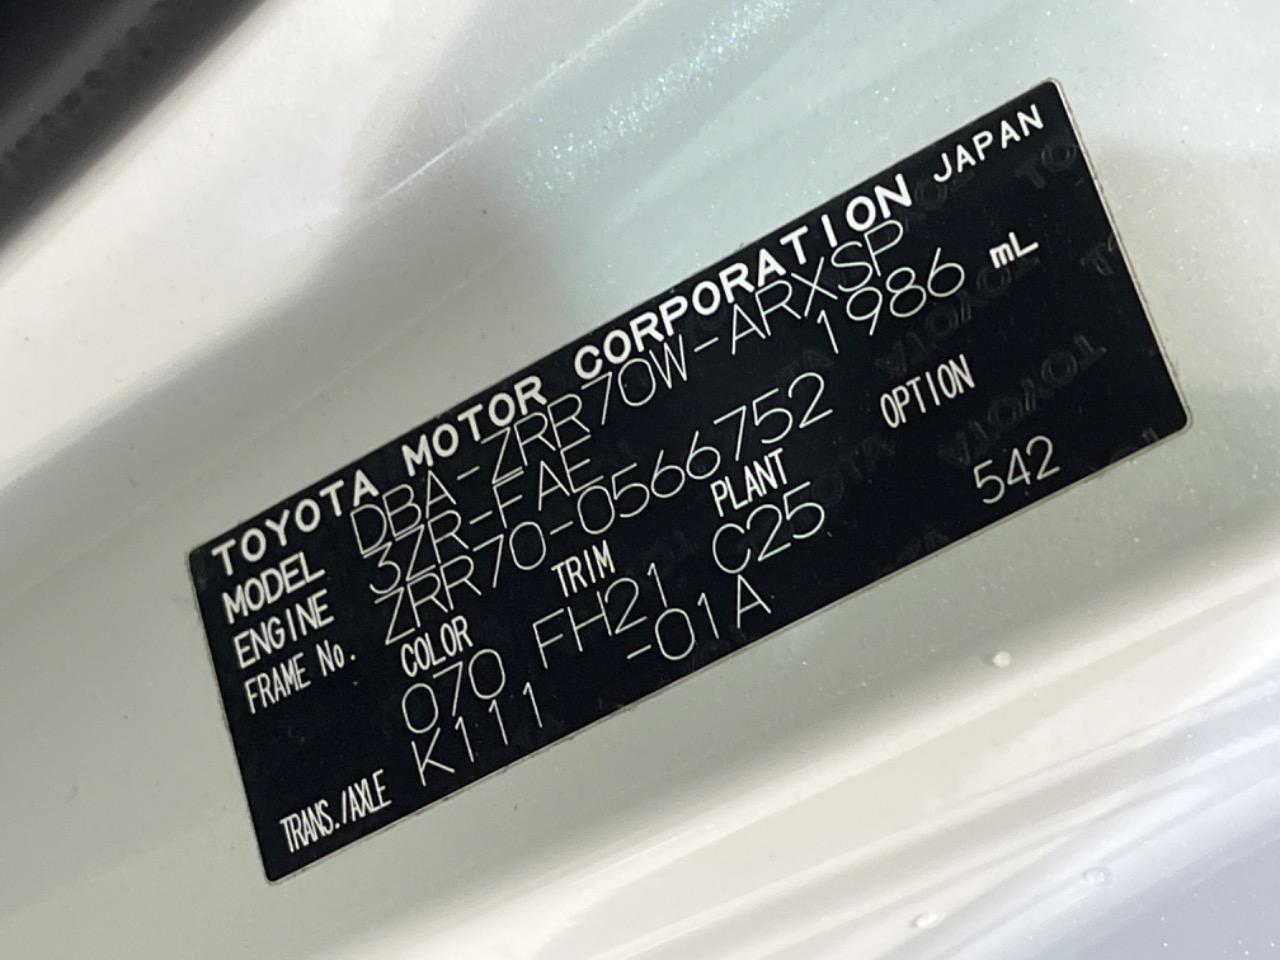 TOYOTA MOTOR CORPORATION JAPAN
MODEL DBA-ZRR70W-ARXSP
ENGINE 3ZR-FAE 1986 mL
FRAME No. ZRR70-0566752
COLOR TRIM PLANT OPTION
070 FH21 C25 542
TRANS./AXLE K111 -01A